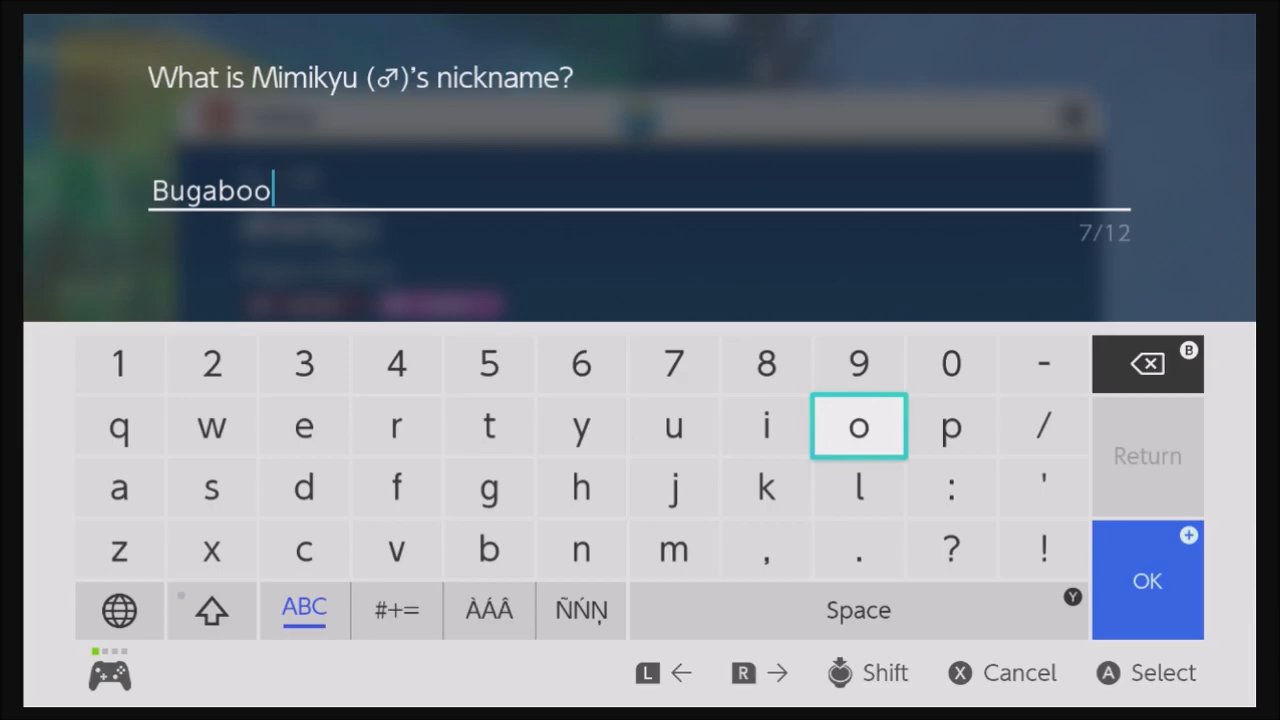 What is Mimikyu (♂)'s nickname?
Bugaboo
7/12
1 2 3 4 5 6 7 8 9 0 - B
q w e r t y u i o p /
Return
a s d f g h j k l : '
z x c v b n m , . ? ! +
OK
ABC #+= ÀÁÂ ÑŃŅ Space Y
L ← R → Shift X Cancel A Select